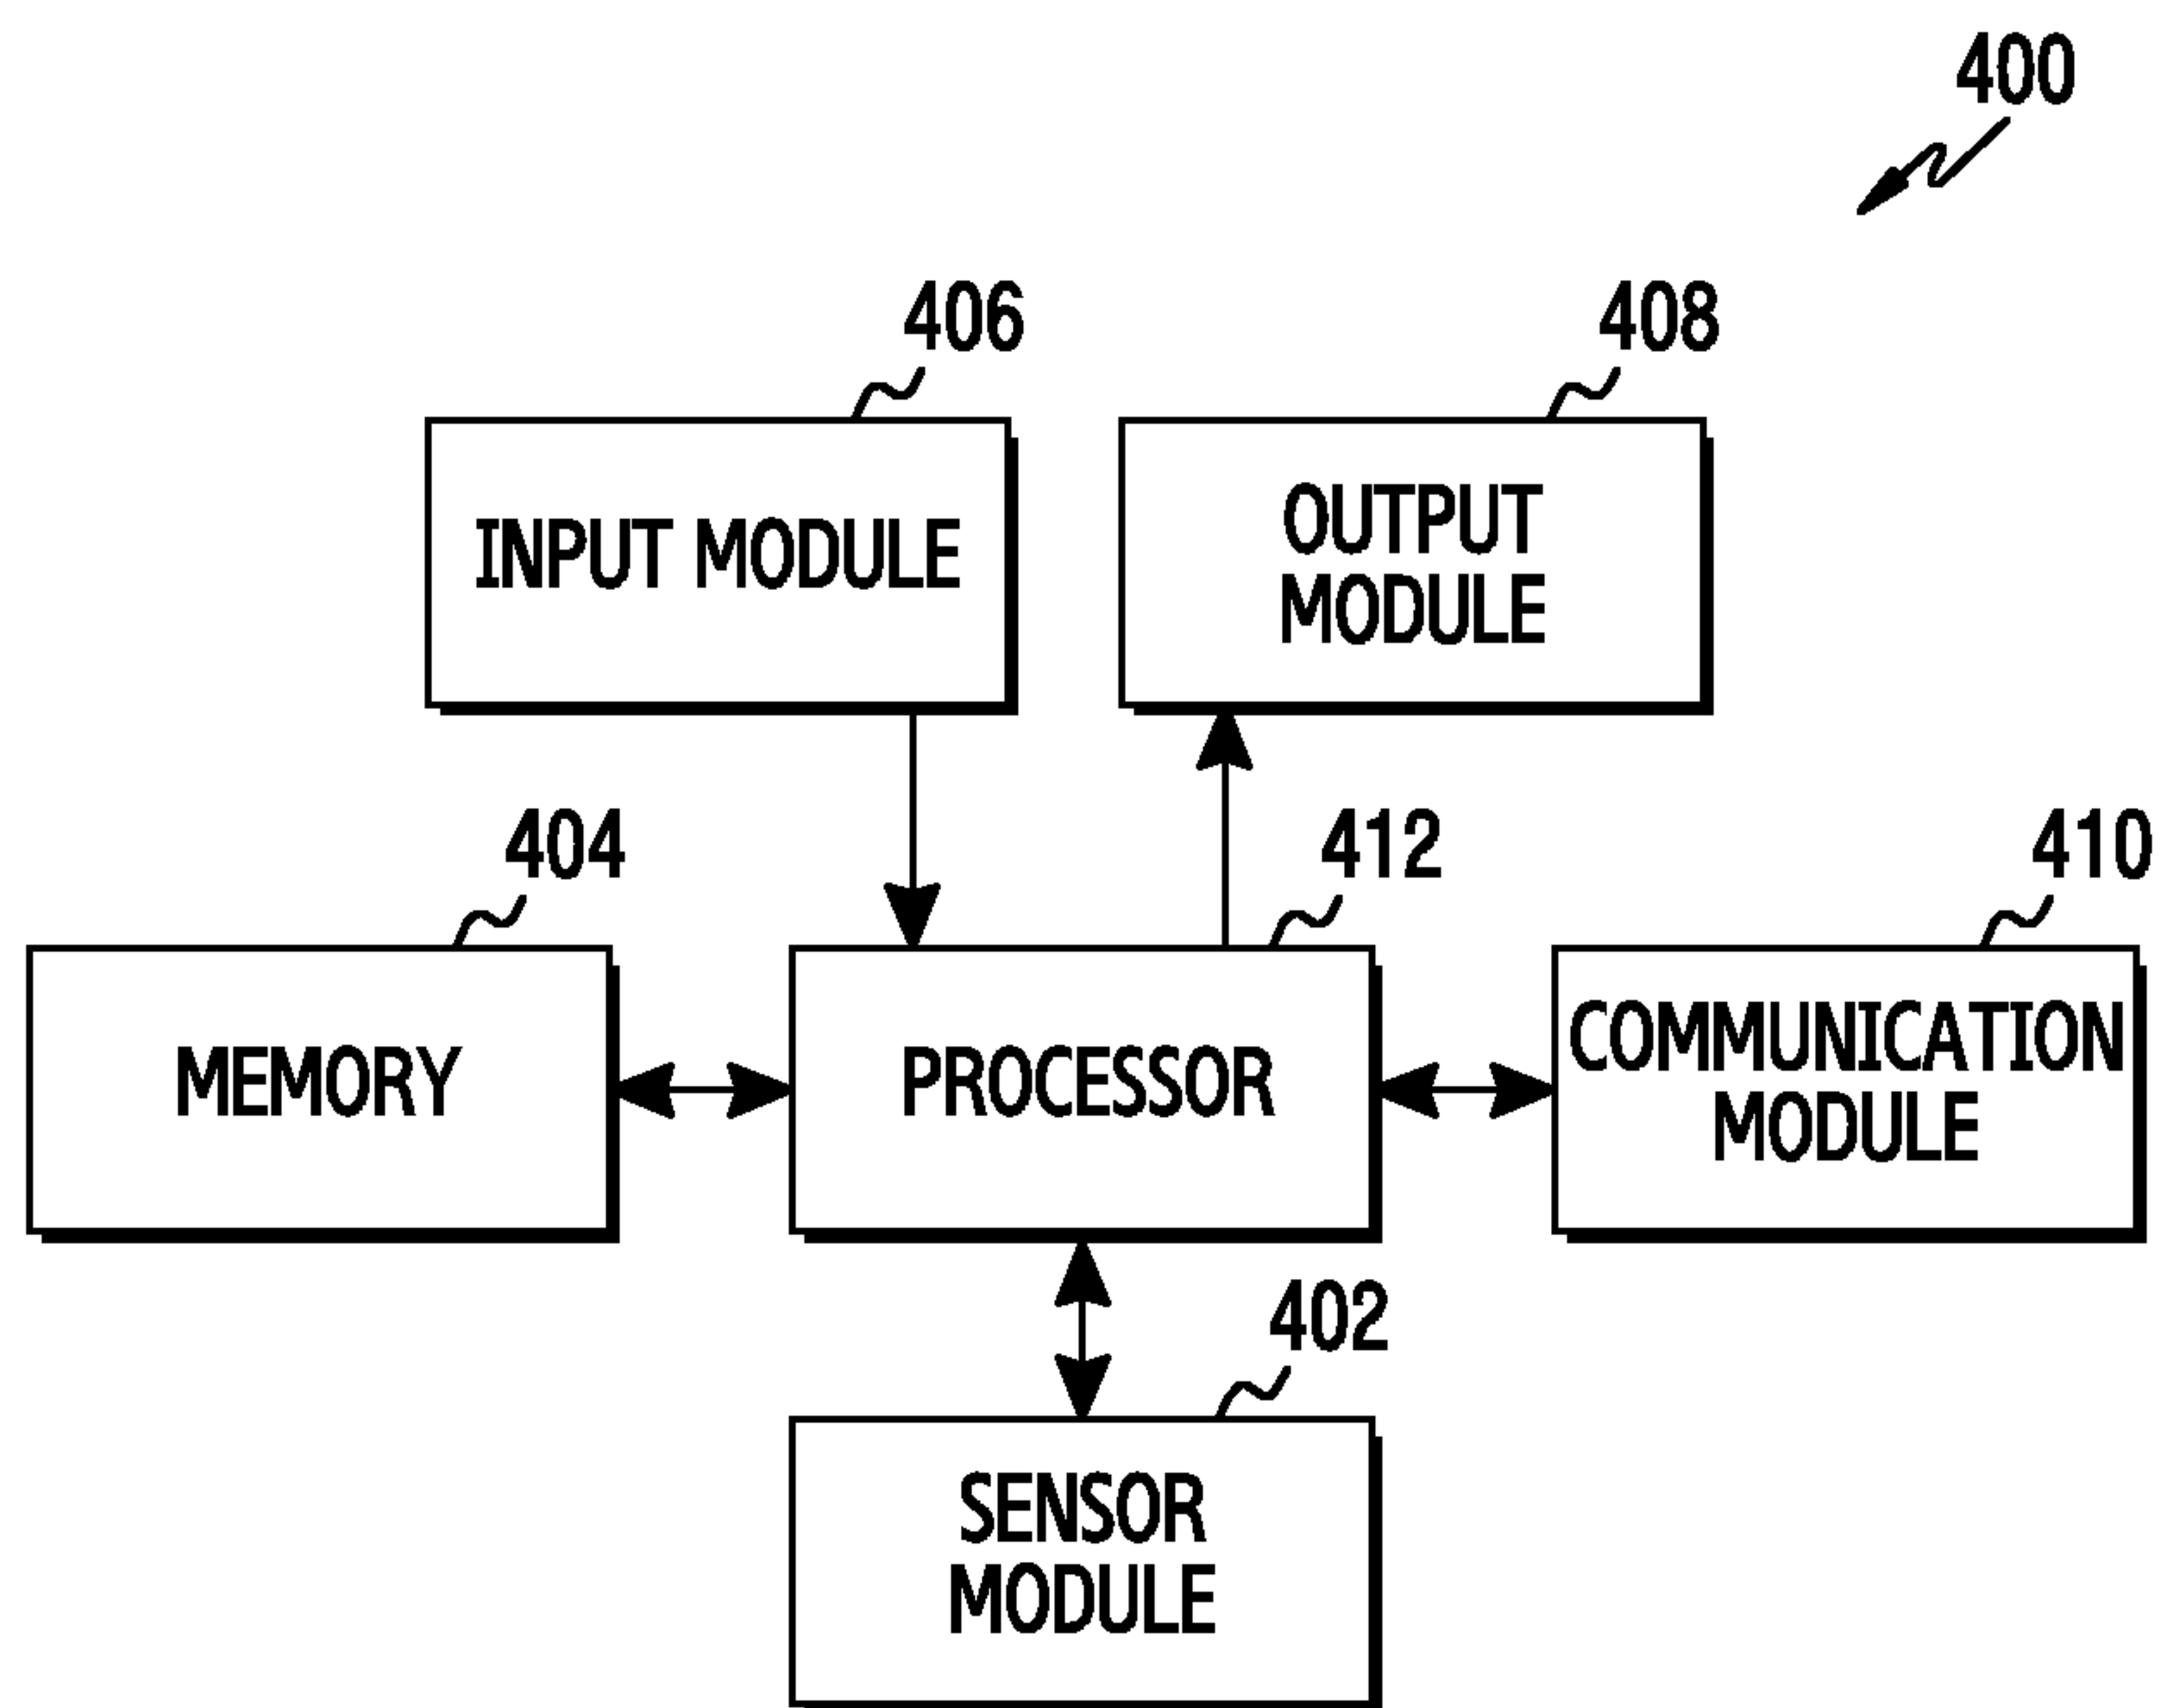 400
406
408
INPUT MODULE
OUTPUT
MODULE
404
412
410
MEMORY
PROCESSOR
COMMUNICATION
MODULE
402
SENSOR
MODULE